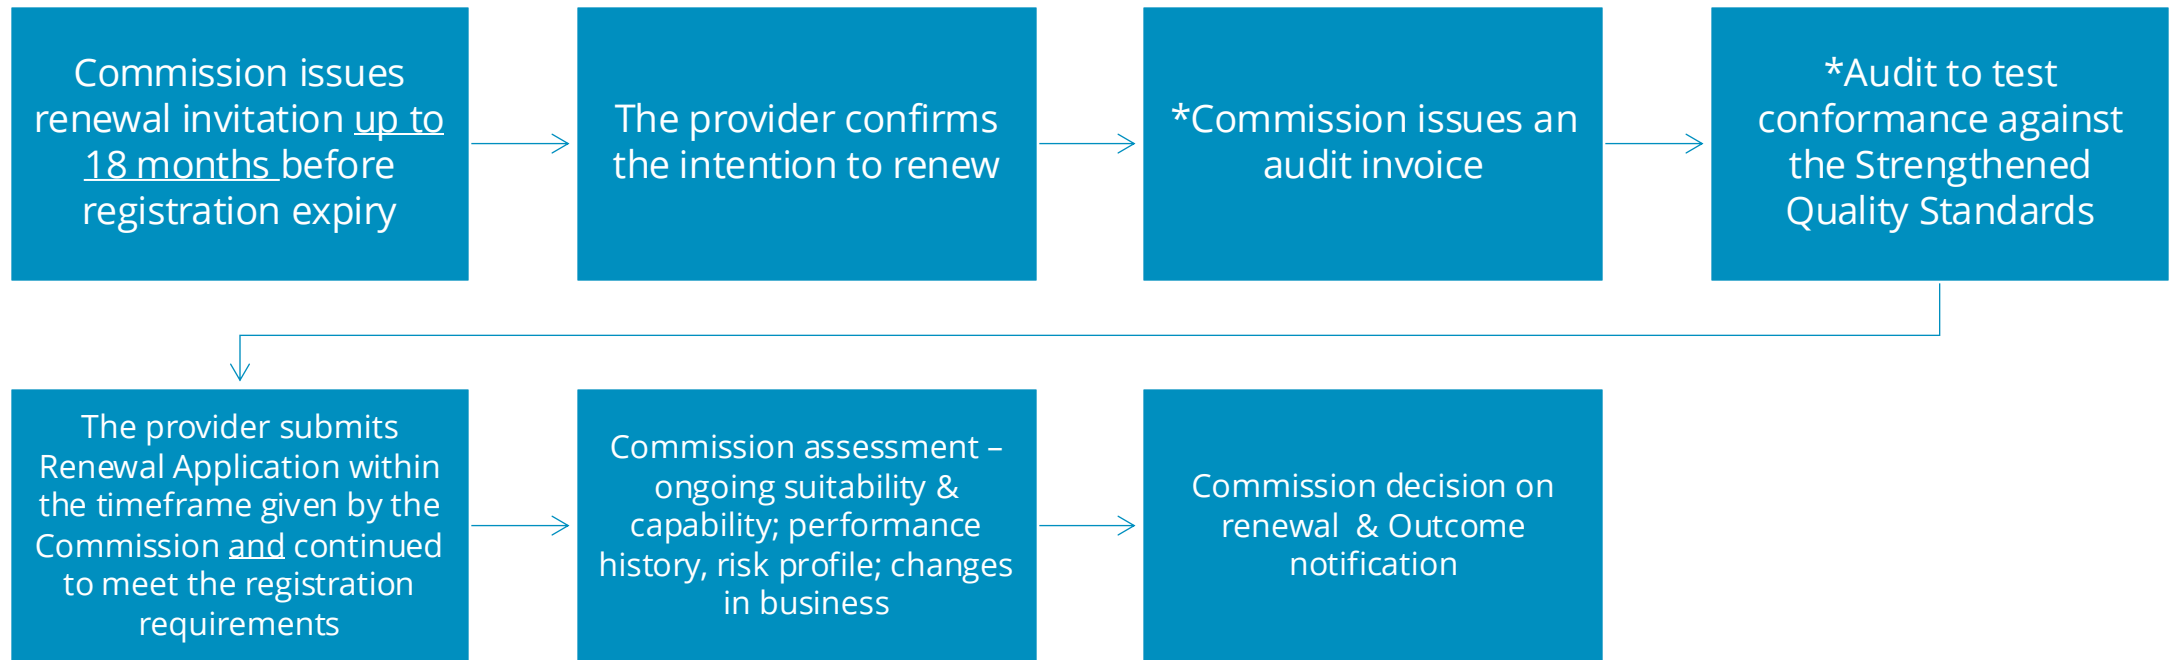 Commission issues
renewal invitation up to
18 months before
registration expiry
The provider confirms
the intention to renew
*Commission issues an
audit invoice
*Audit to test
conformance against
the Strengthened
Quality Standards
The provider submits
Renewal Application within
the timeframe given by the
Commission and continued
to meet the registration
requirements
Commission assessment –
ongoing suitability &
capability; performance
history, risk profile; changes
in business
Commission decision on
renewal & Outcome
notification